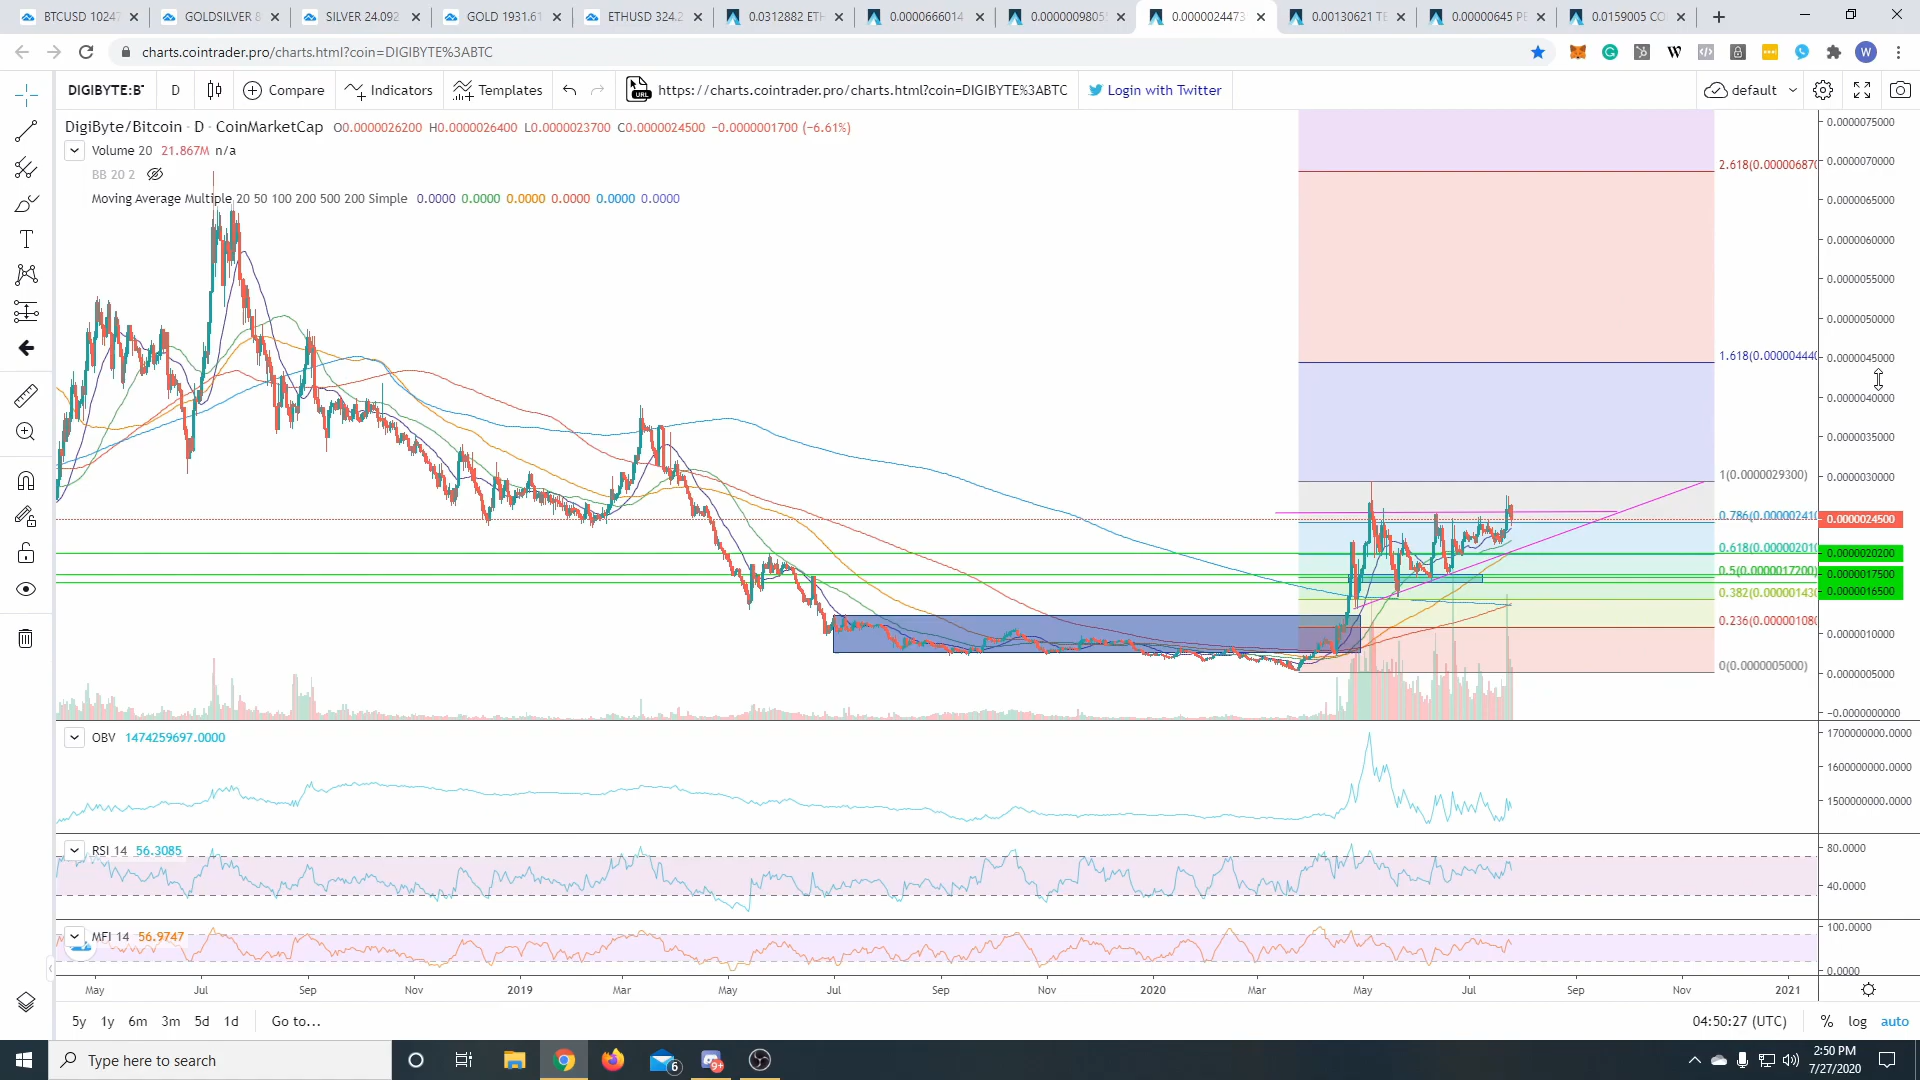 BTCUSD 10247
GOLDSILVER 8
SILVER 24.092
GOLD 1931.61
ETHUSD 324.2
0.0312882 ETH
0.0000666014
0.000000980
0.0000024473
0.00130621 TE
0.00000645 PE
0.0159005 CO
charts.cointrader.pro/charts.html?coin=DIGIBYTE%3ABTC
W
DIGIBYTE:B
D
Compare
Indicators
Templates
URL
https://charts.cointrader.pro/charts.html?coin=DIGIBYTE%3ABTC
Login with Twitter
default
DigiByte/Bitcoin · D · CoinMarketCap O0.0000026200 H0.0000026400 L0.0000023700 C0.0000024500 −0.0000001700 (−6.61%)
Volume 20 21.867M n/a
BB 20 2
Moving Average Multiple 20 50 100 200 500 200 Simple 0.0000 0.0000 0.0000 0.0000 0.0000 0.0000
2.618(0.00000687
1.618(0.00000444
1(0.0000029300)
0.786(0.00000241
0.618(0.00000201
0.5(0.0000017200)
0.382(0.00000143
0.236(0.00000108
0(0.0000005000)
0.0000075000
0.0000070000
0.0000065000
0.0000060000
0.0000055000
0.0000050000
0.0000045000
0.0000040000
0.0000035000
0.0000030000
0.0000024500
0.0000020200
0.0000017500
0.0000016500
0.0000010000
0.0000005000
−0.0000000000
OBV 1474259697.0000
1700000000.0000
1600000000.0000
1500000000.0000
RSI 14 56.3085
80.0000
40.0000
MFI 14 56.9747
100.0000
0.0000
May
Jul
Sep
Nov
2019
Mar
May
Jul
Sep
Nov
2020
Mar
May
Jul
Sep
Nov
2021
5y 1y 6m 3m 5d 1d Go to...
04:50:27 (UTC)
% log auto
Type here to search
6
9+
2:50 PM
7/27/2020